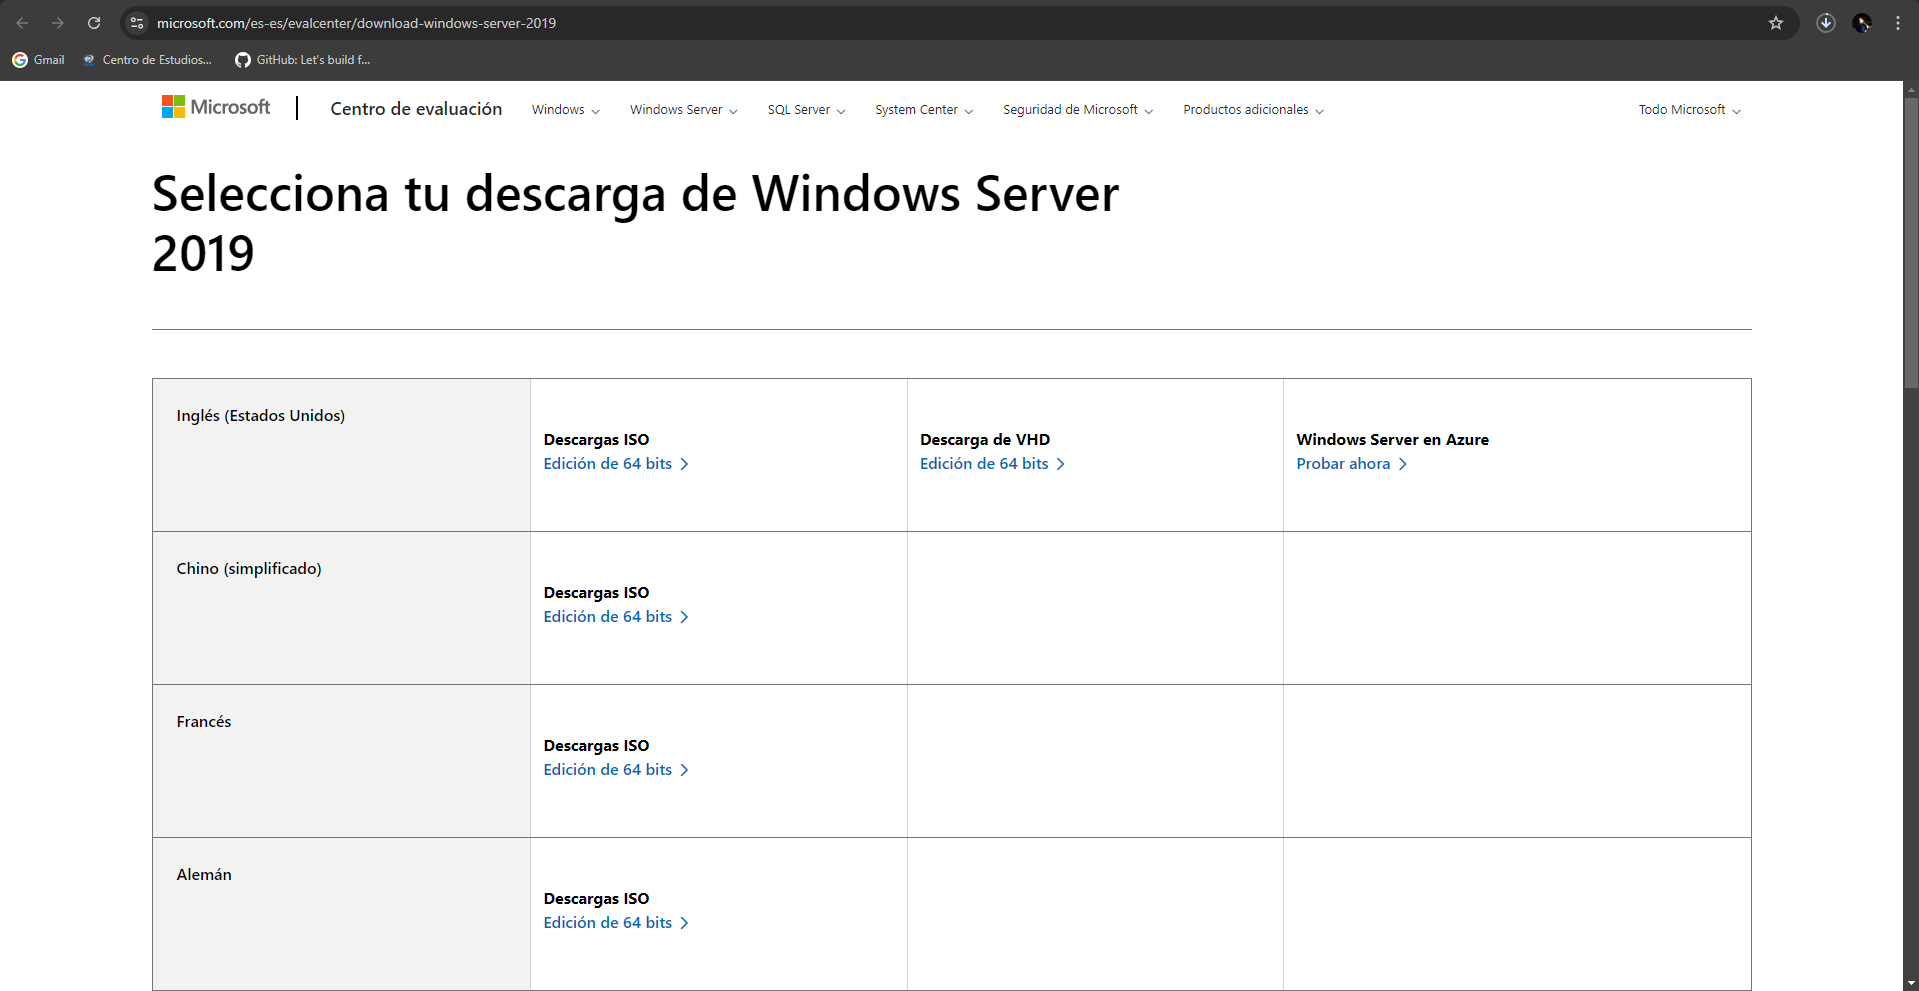 microsoft.com/es-es/evalcenter/download-windows-server-2019
Gmail
Centro de Estudios...
GitHub: Let's build f...
Microsoft
Centro de evaluación
Windows
Windows Server
SQL Server
System Center
Seguridad de Microsoft
Productos adicionales
Todo Microsoft
Selecciona tu descarga de Windows Server
2019
Inglés (Estados Unidos)
Descargas ISO
Edición de 64 bits
Descarga de VHD
Edición de 64 bits
Windows Server en Azure
Probar ahora
Chino (simplificado)
Descargas ISO
Edición de 64 bits
Francés
Descargas ISO
Edición de 64 bits
Alemán
Descargas ISO
Edición de 64 bits